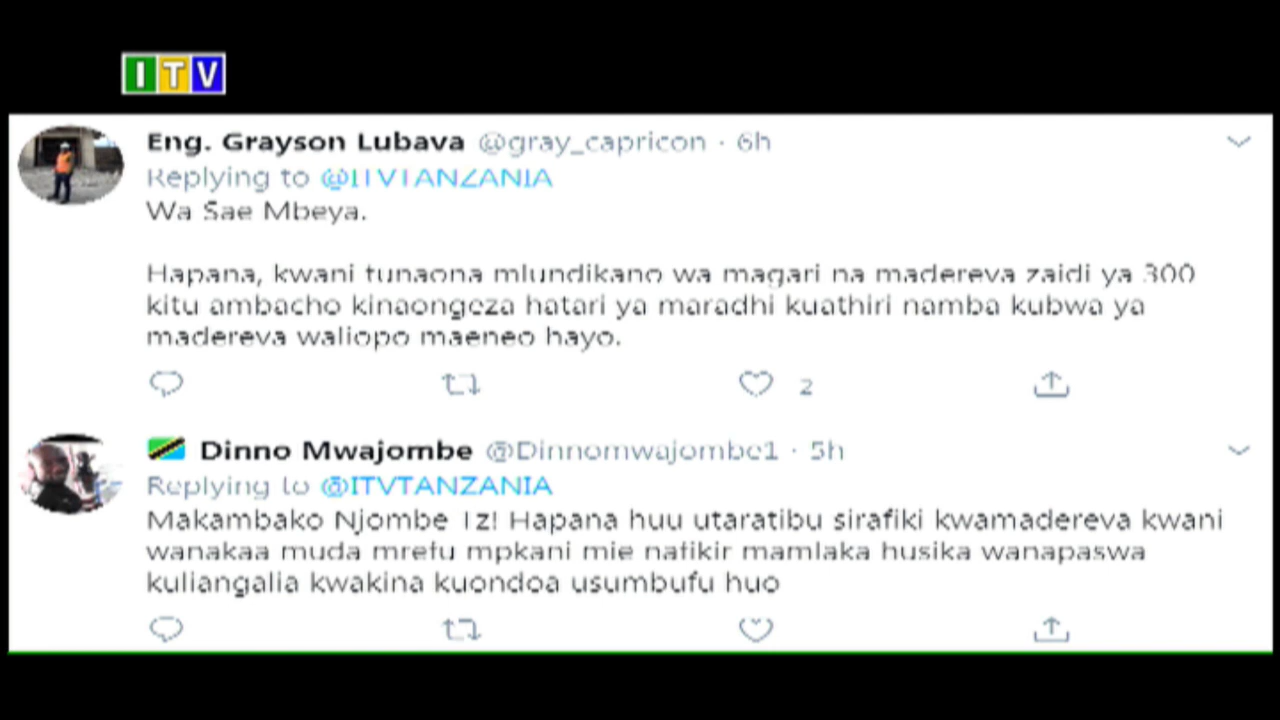 ITV
Eng. Grayson Lubava @gray_capricon · 6h
Replying to @ITVTANZANIA
Wa Sae Mbeya.
Hapana, kwani tunaona mlundikano wa magari na madereva zaidi ya 300
kitu ambacho kinaongeza hatari ya maradhi kuathiri namba kubwa ya
madereva waliopo maeneo hayo.
2
Dinno Mwajombe @Dinnomwajombe1 · 5h
Replying to @ITVTANZANIA
Makambako Njombe Tz! Hapana huu utaratibu sirafiki kwamadereva kwani
wanakaa muda mrefu mpkani mie nafikir mamlaka husika wanapaswa
kuliangalia kwakina kuondoa usumbufu huo